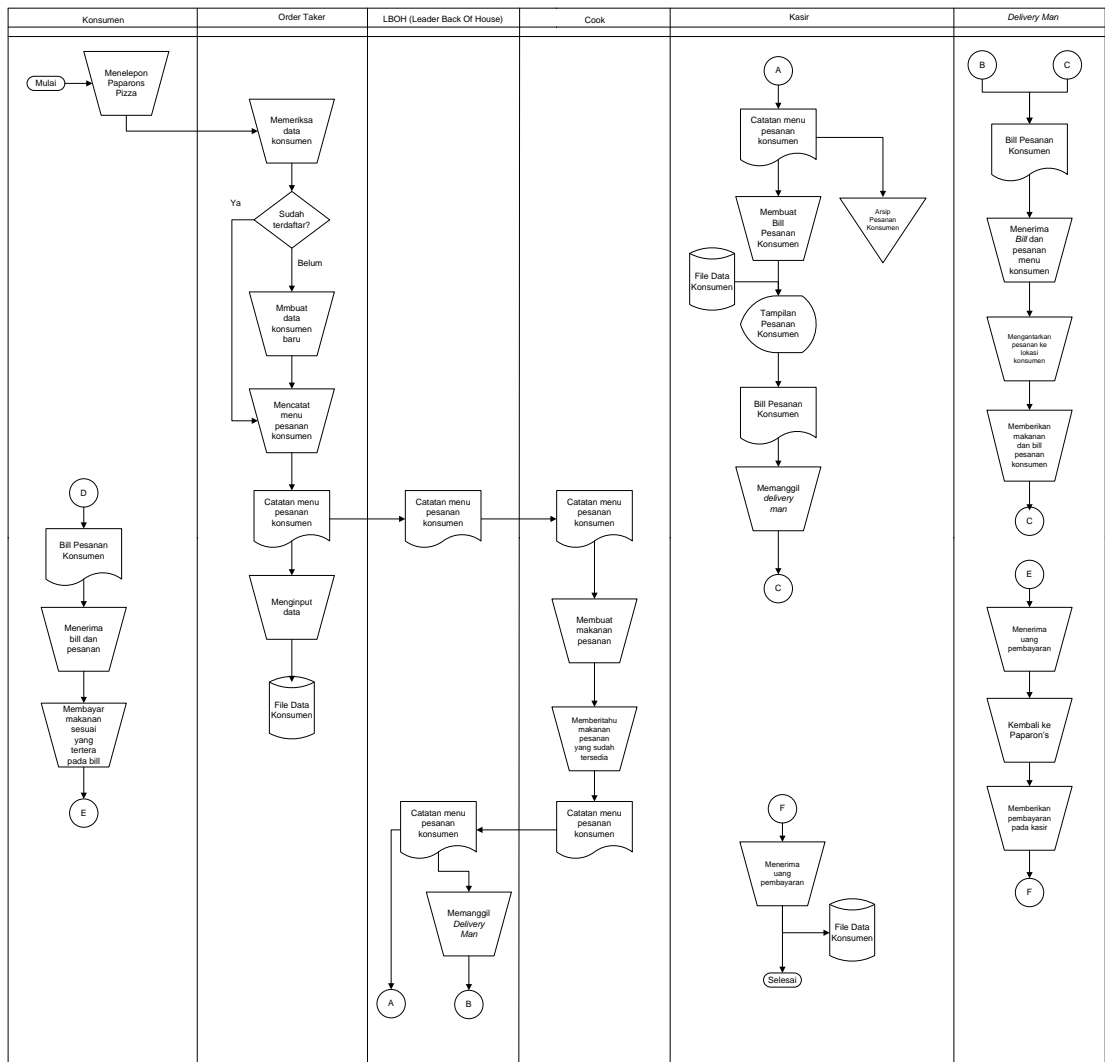 Konsumen
Order Taker
LBOH (Leader Back Of House)
Cook
Kasir
Delivery Man
Mulai
Menelepon
Paparons
Pizza
D
Bill Pesanan
Konsumen
Menerima
bill dan
pesanan
Membayar
makanan
sesuai
yang
tertera
pada bill
E
Memeriksa
data
konsumen
Sudah
terdaftar?
Ya
Belum
Mmbuat
data
konsumen
baru
Mencatat
menu
pesanan
konsumen
Catatan menu
pesanan
konsumen
Menginput
data
File Data
Konsumen
Catatan menu
pesanan
konsumen
Catatan menu
pesanan
konsumen
Memanggil
Delivery
Man
A
B
Catatan menu
pesanan
konsumen
Membuat
makanan
pesanan
Memberitahu
makanan
pesanan
yang sudah
tersedia
Catatan menu
pesanan
konsumen
A
Catatan menu
pesanan
konsumen
Arsip
Pesanan
Konsumen
Membuat
Bill
Pesanan
Konsumen
File Data
Konsumen
Tampilan
Pesanan
Konsumen
Bill Pesanan
Konsumen
Memanggil
delivery
man
C
F
Menerima
uang
pembayaran
File Data
Konsumen
Selesai
B
C
Bill Pesanan
Konsumen
Menerima
Bill dan
pesanan
menu
konsumen
Mengantarkan
pesanan ke
lokasi
konsumen
Memberikan
makanan
dan bill
pesanan
konsumen
C
E
Menerima
uang
pembayaran
Kembali ke
Paparon's
Memberikan
pembayaran
pada kasir
F